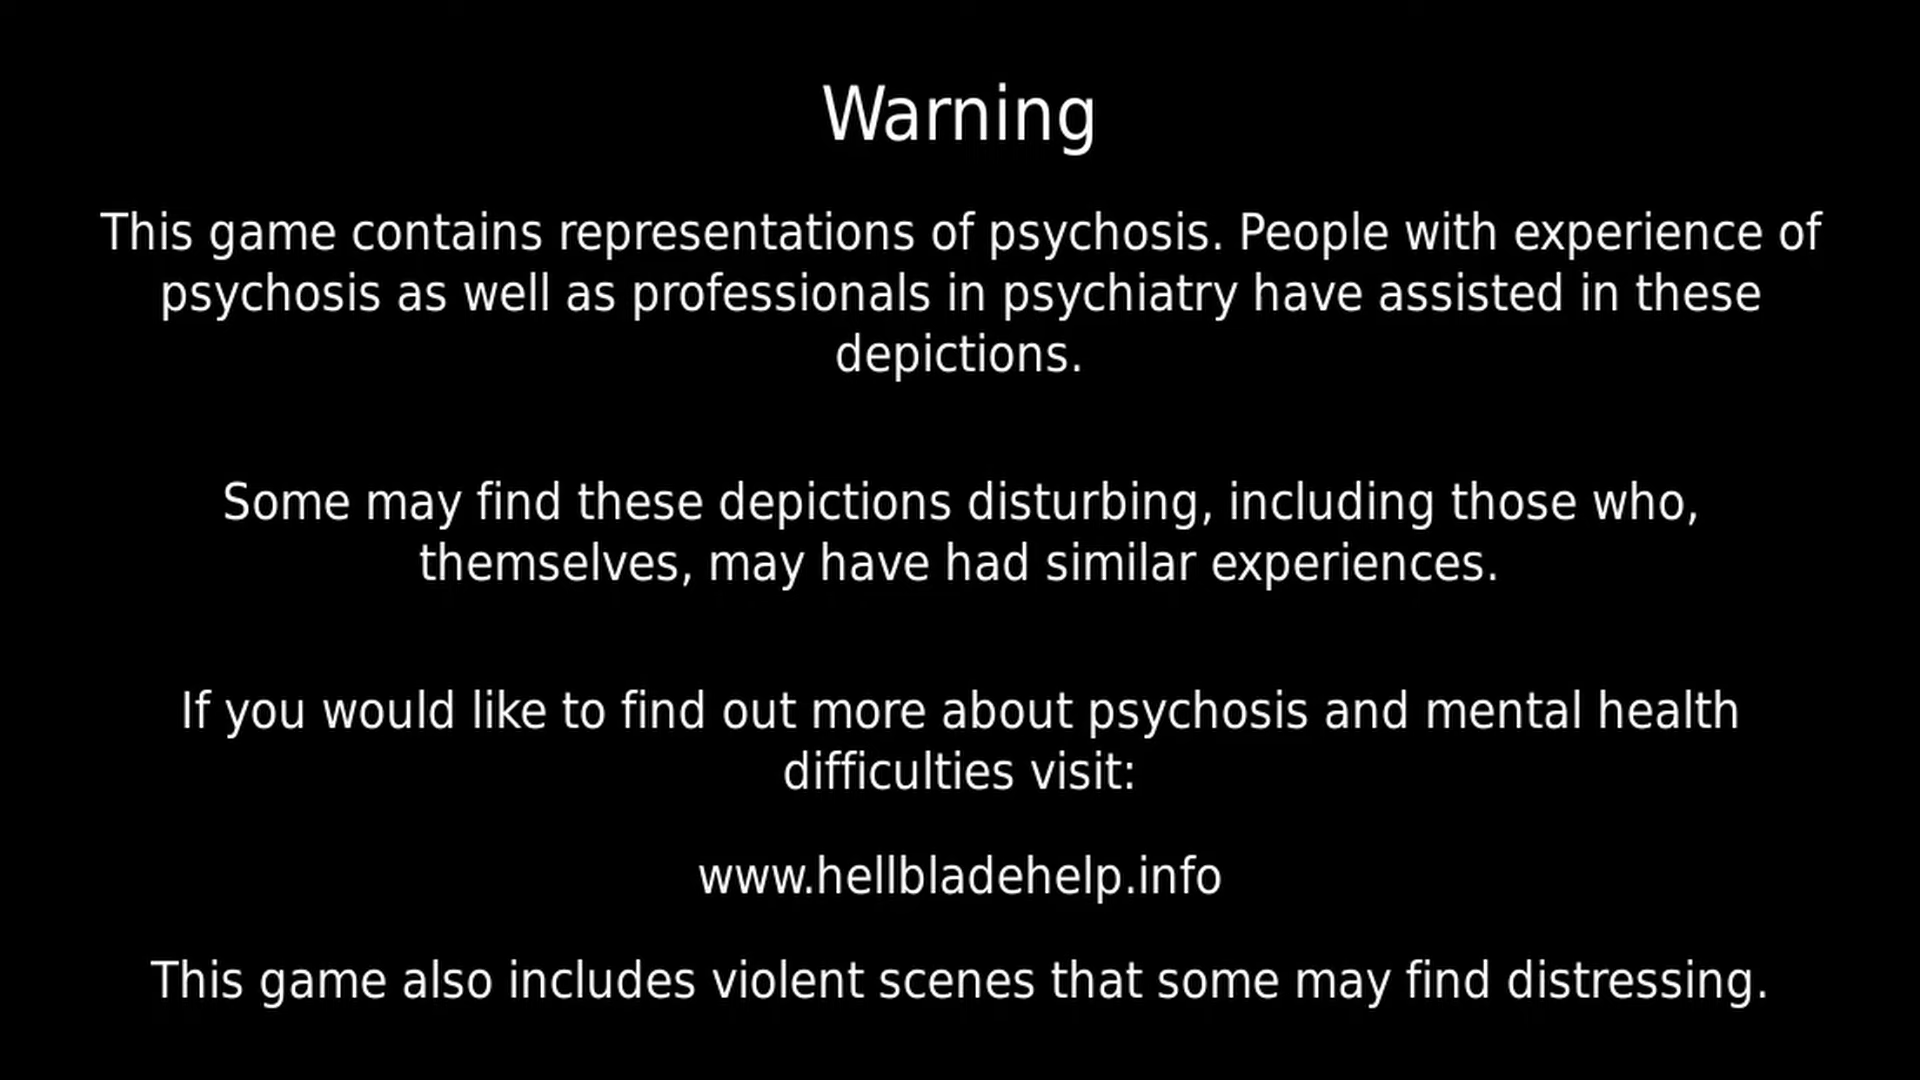 Warning
This game contains representations of psychosis. People with experience of
psychosis as well as professionals in psychiatry have assisted in these
depictions.
Some may find these depictions disturbing, including those who,
themselves, may have had similar experiences.
If you would like to find out more about psychosis and mental health
difficulties visit:
www.hellbladehelp.info
This game also includes violent scenes that some may find distressing.